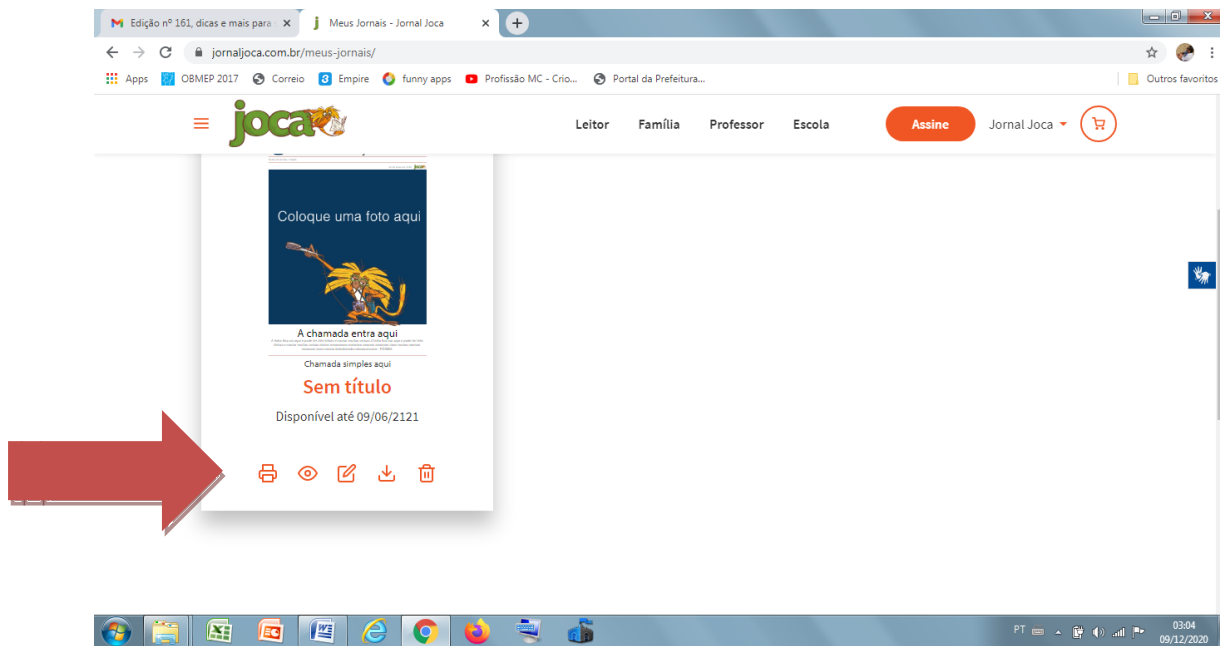 Edição nº 161, dicas e mais para
Meus Jornais - Jornal Joca
jornaljoca.com.br/meus-jornais/
Apps OBMEP 2017 Correio Empire funny apps Profissão MC - Crio... Portal da Prefeitura... Outros favoritos
joca Leitor Família Professor Escola Assine Jornal Joca
Coloque uma foto aqui
A chamada entra aqui
Chamada simples aqui
Sem título
Disponível até 09/06/2121
PT 03:04
09/12/2020